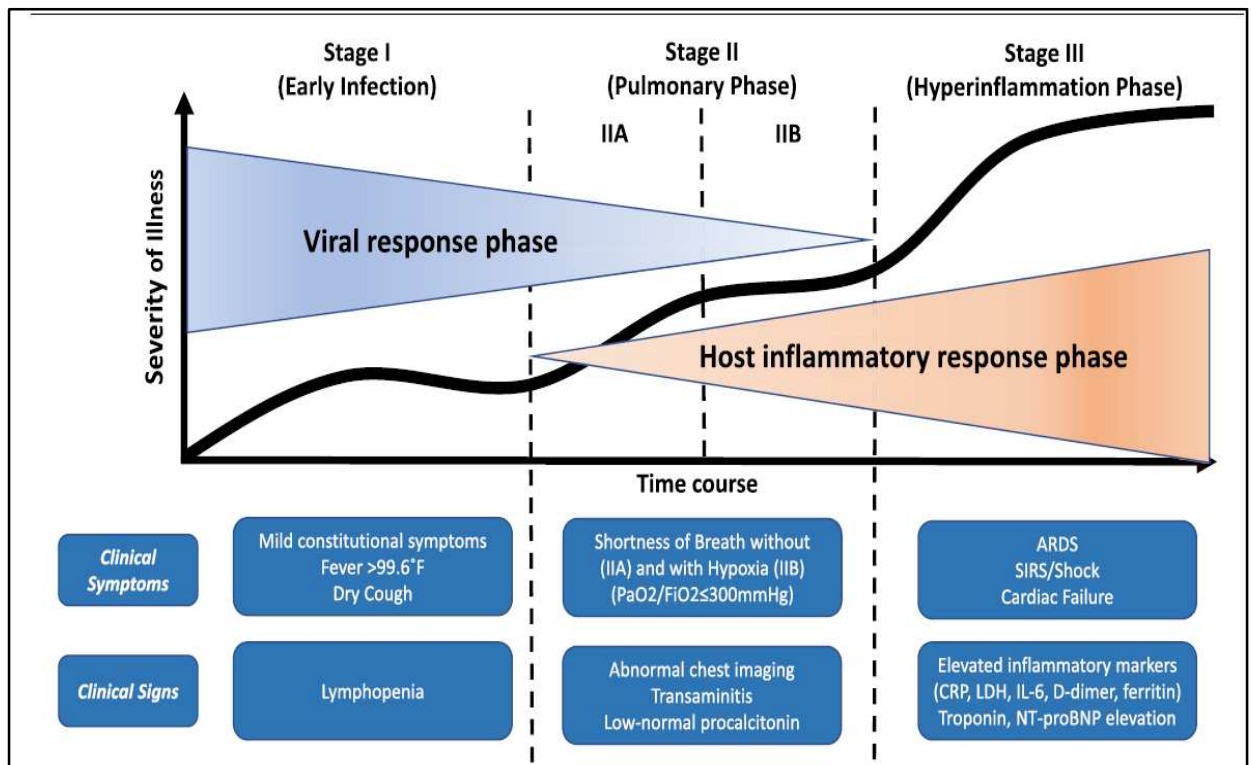 Stage I
(Early Infection)
Stage II
(Pulmonary Phase)
Stage III
(Hyperinflammation Phase)
IIA
IIB
Severity of Illness
Viral response phase
Host inflammatory response phase
Time course
Clinical
Symptoms
Mild constitutional symptoms
Fever >99.6°F
Dry Cough
Shortness of Breath without
(IIA) and with Hypoxia (IIB)
(PaO2/FiO2≤300mmHg)
ARDS
SIRS/Shock
Cardiac Failure
Clinical Signs
Lymphopenia
Abnormal chest imaging
Transaminitis
Low-normal procalcitonin
Elevated inflammatory markers
(CRP, LDH, IL-6, D-dimer, ferritin)
Troponin, NT-proBNP elevation